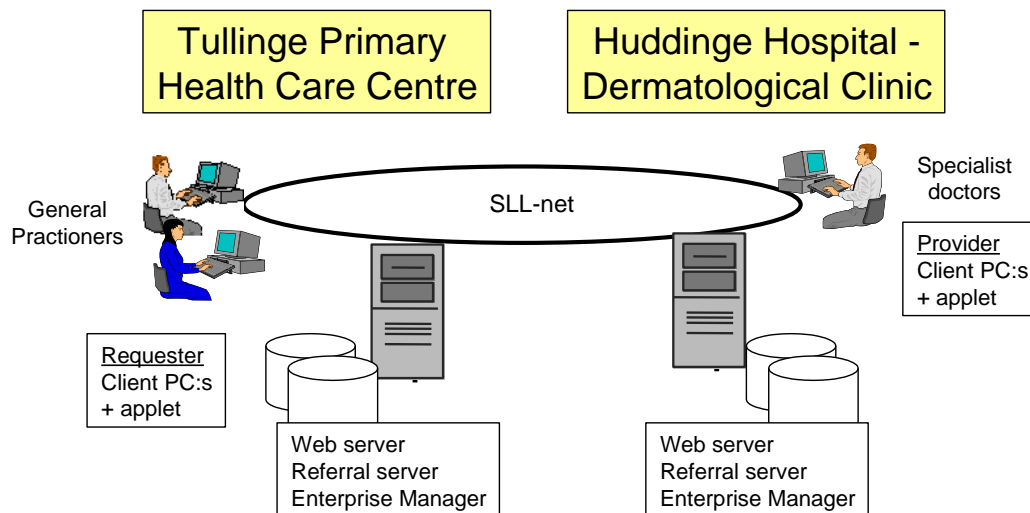 Tullinge Primary
Health Care Centre
Huddinge Hospital -
Dermatological Clinic
General
Practioners
SLL-net
Specialist
doctors
Provider
Client PC:s
+ applet
Requester
Client PC:s
+ applet
Web server
Referral server
Enterprise Manager
Web server
Referral server
Enterprise Manager